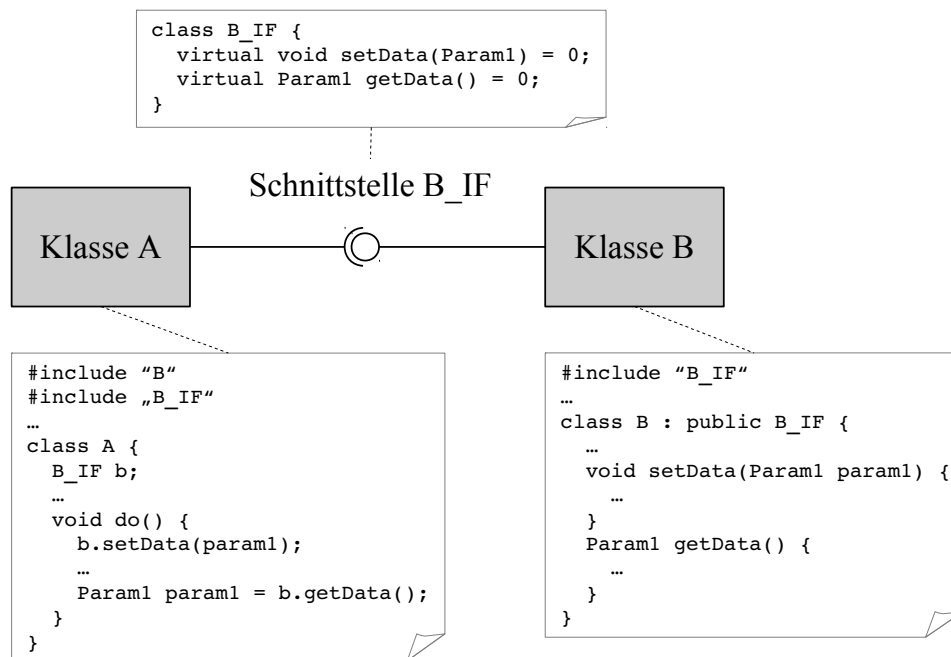 class B_IF {
  virtual void setData(Param1) = 0;
  virtual Param1 getData() = 0;
}
Schnittstelle B_IF
Klasse A
Klasse B
#include “B“
#include „B_IF“
…
class A {
  B_IF b;
  …
  void do() {
    b.setData(param1);
    …
    Param1 param1 = b.getData();
  }
}
#include “B_IF“
…
class B : public B_IF {
  …
  void setData(Param1 param1) {
    …
  }
  Param1 getData() {
    …
  }
}